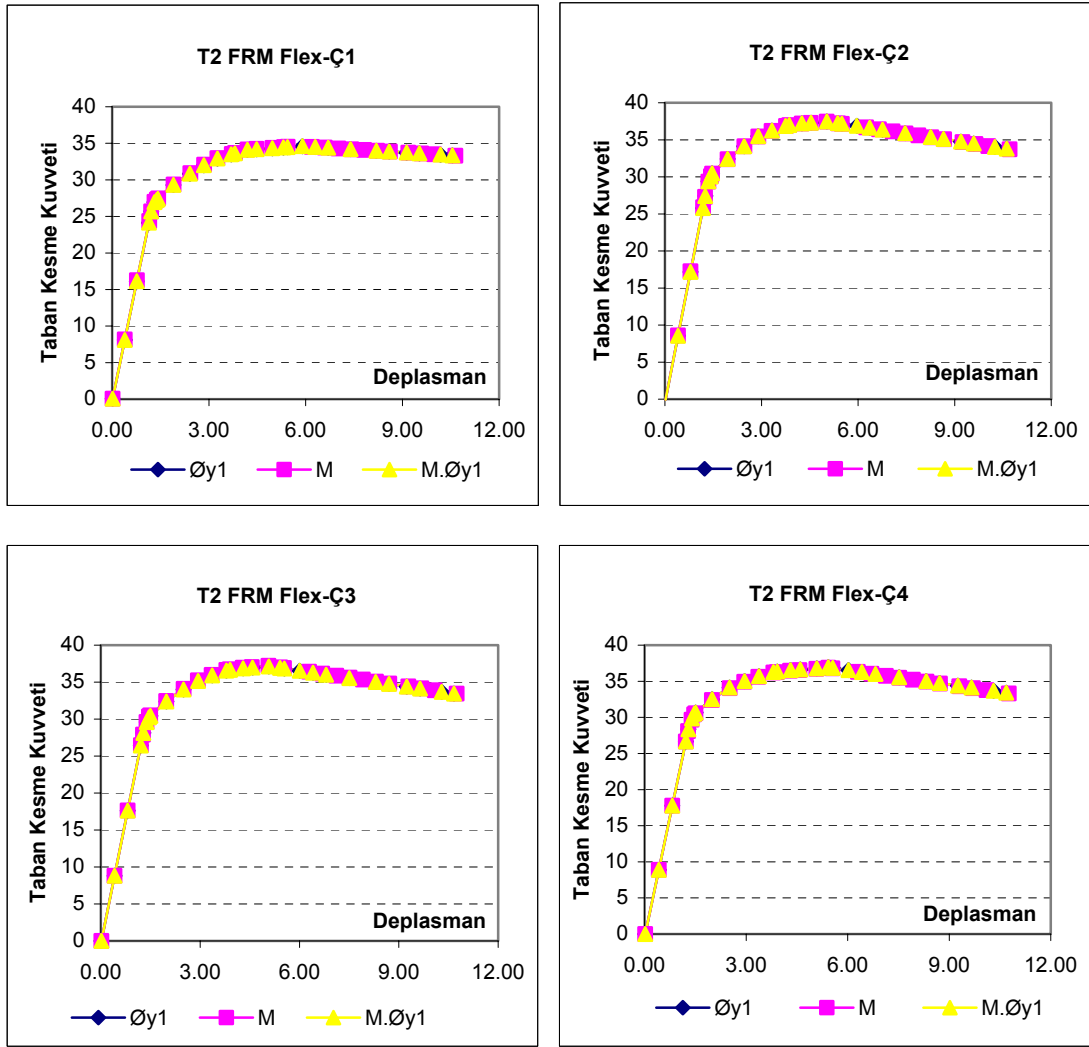 T2 FRM Flex-Ç1
Taban Kesme Kuvveti
40
35
30
25
20
15
10
5
0
Deplasman
0.00 3.00 6.00 9.00 12.00
Øy1 M M.Øy1
T2 FRM Flex-Ç2
Taban Kesme Kuvveti
40
35
30
25
20
15
10
5
0
Deplasman
0.00 3.00 6.00 9.00 12.00
Øy1 M M.Øy1
T2 FRM Flex-Ç3
Taban Kesme Kuvveti
40
35
30
25
20
15
10
5
0
Deplasman
0.00 3.00 6.00 9.00 12.00
Øy1 M M.Øy1
T2 FRM Flex-Ç4
Taban Kesme Kuvveti
40
35
30
25
20
15
10
5
0
Deplasman
0.00 3.00 6.00 9.00 12.00
Øy1 M M.Øy1